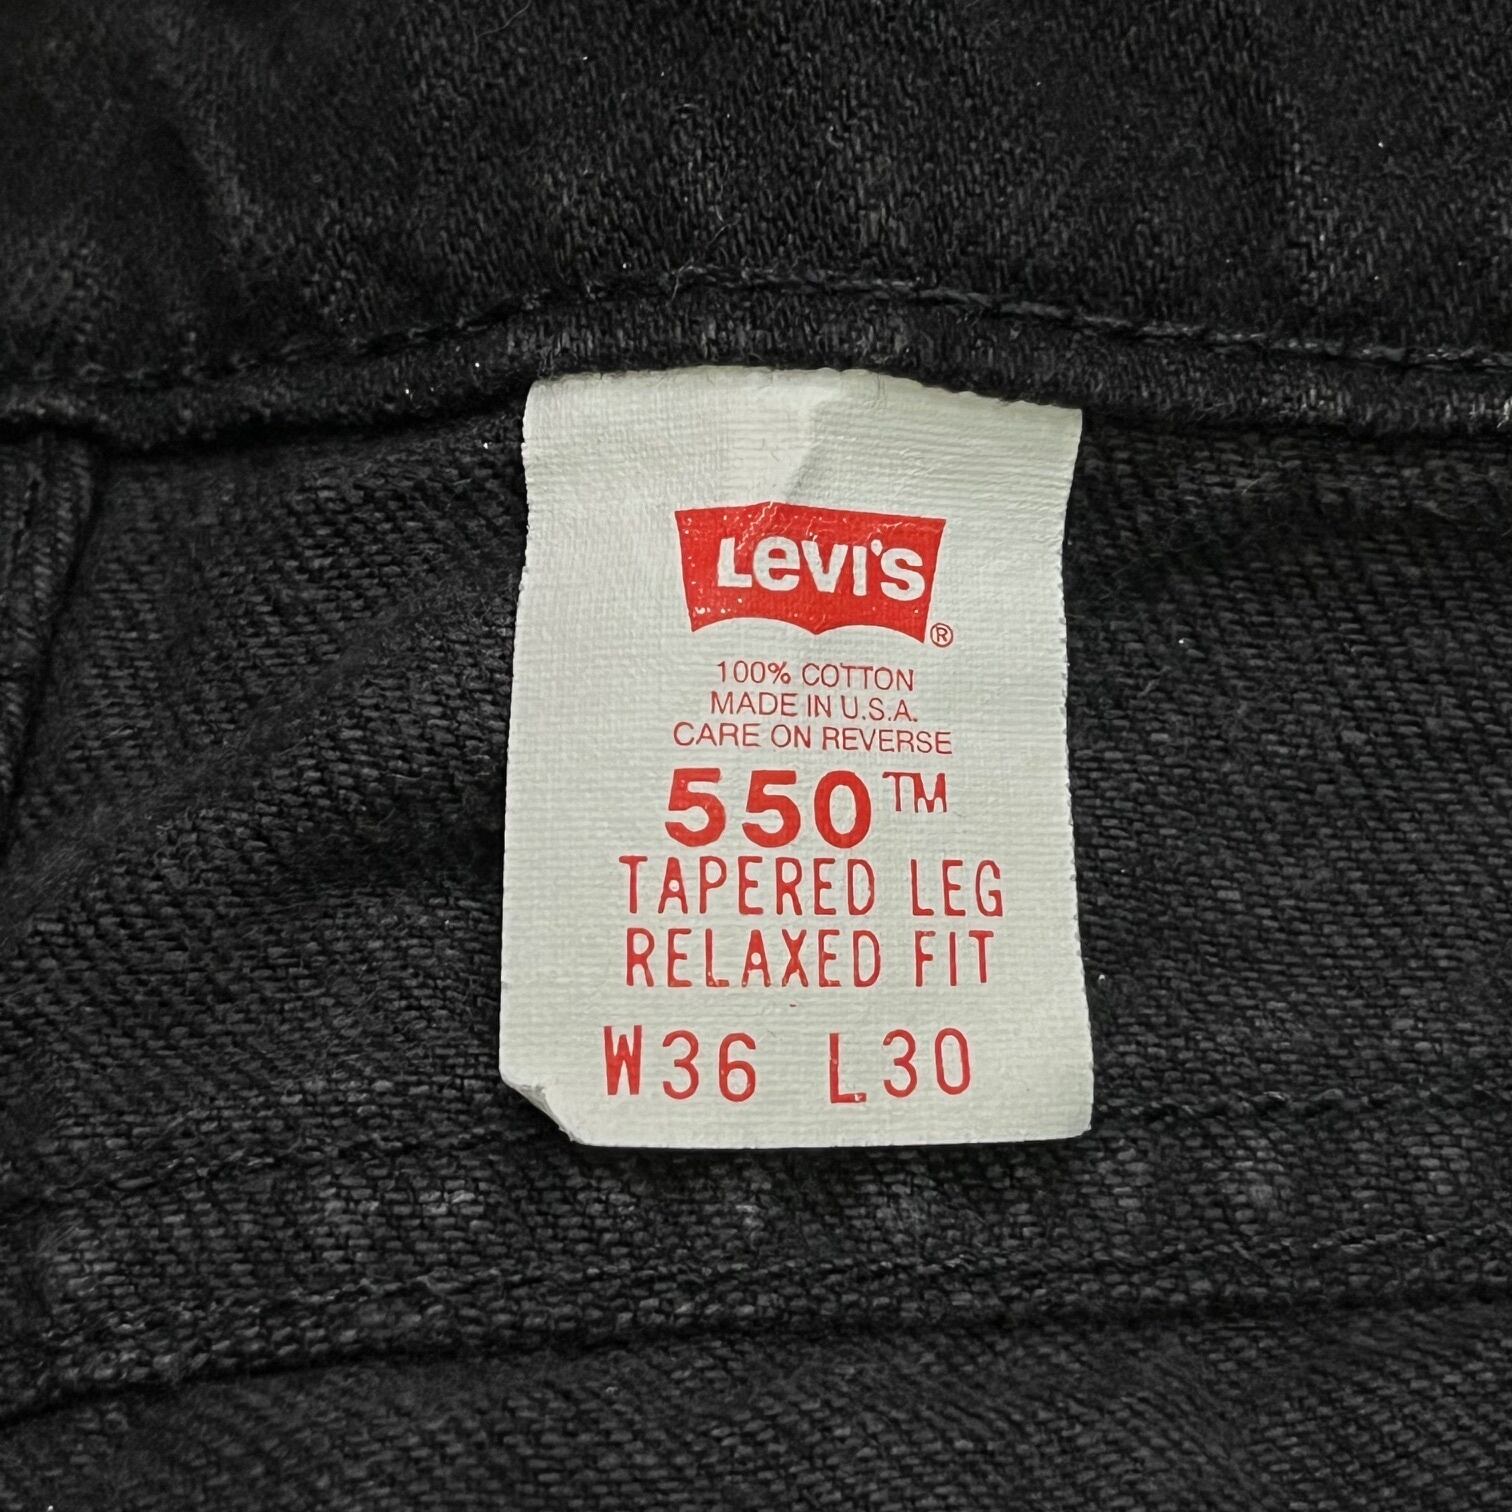 Levi's ®
100% COTTON
MADE IN U.S.A.
CARE ON REVERSE
550™
TAPERED LEG
RELAXED FIT
W36 L30